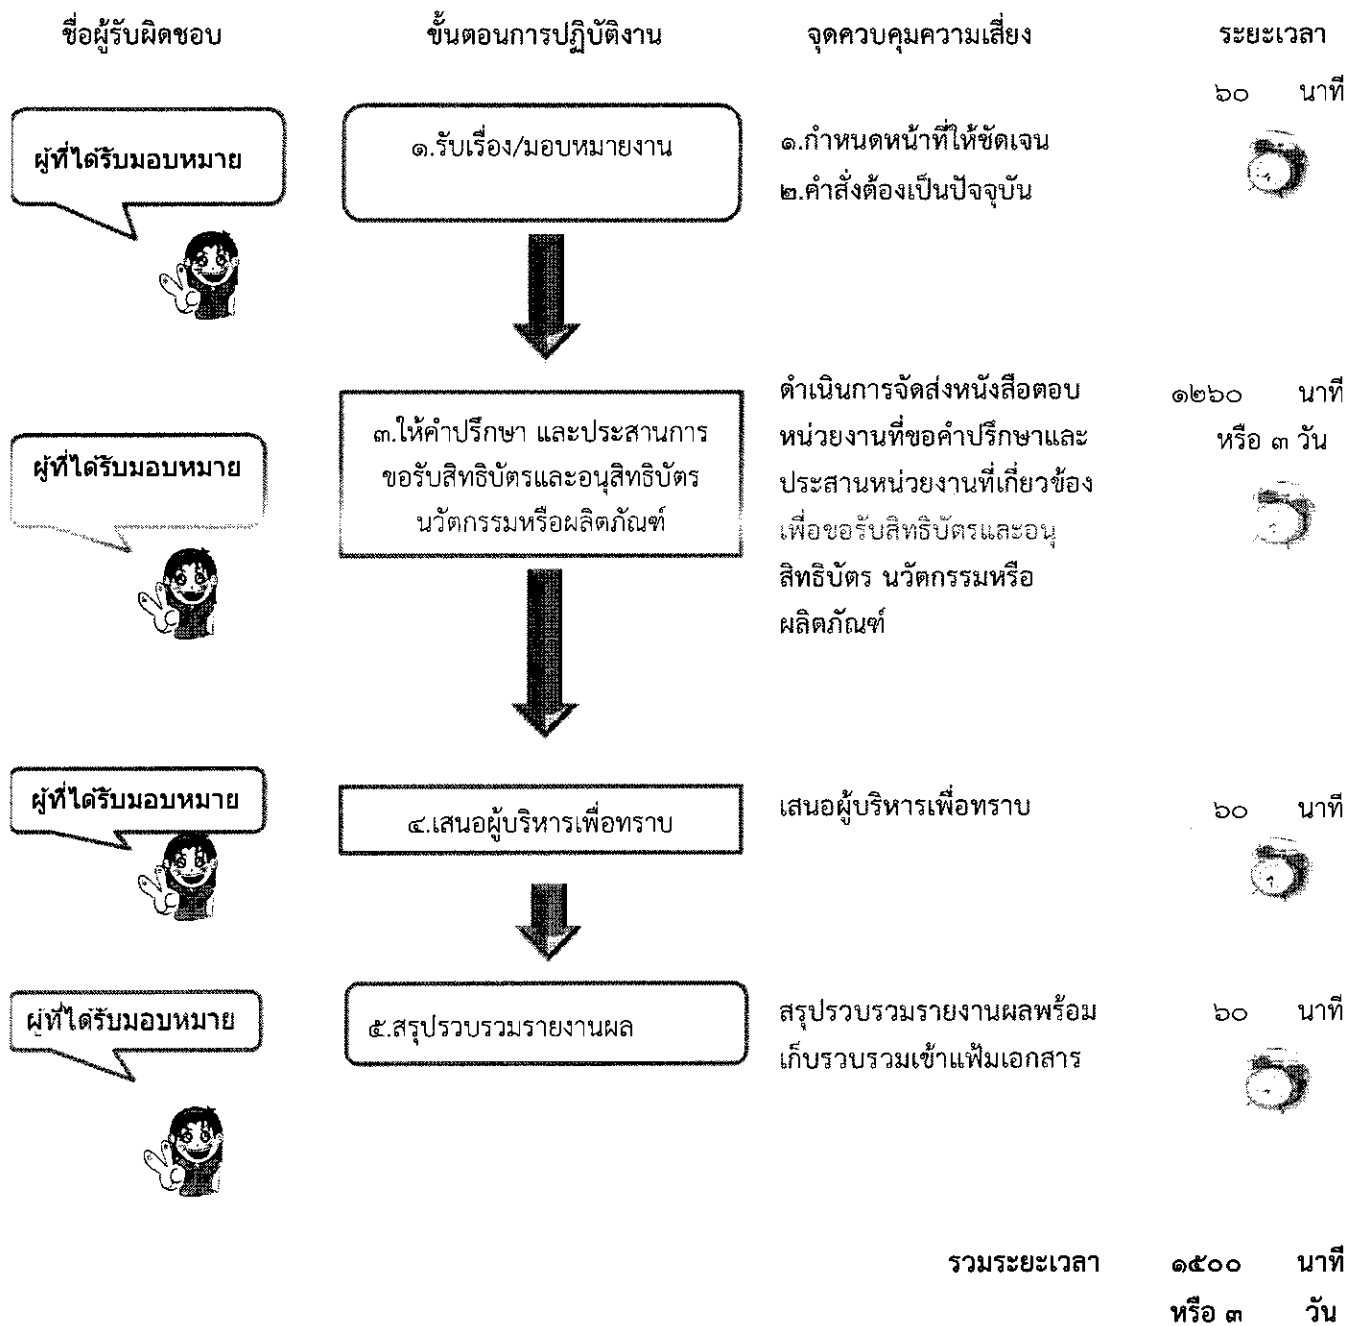 ชื่อผู้รับผิดชอบ ขั้นตอนการปฏิบัติงาน จุดควบคุมความเสี่ยง ระยะเวลา
๖๐ นาที
ผู้ที่ได้รับมอบหมาย
๑.รับเรื่อง/มอบหมายงาน
๑.กำหนดหน้าที่ให้ชัดเจน
๒.คำสั่งต้องเป็นปัจจุบัน
ผู้ที่ได้รับมอบหมาย
๓.ให้คำปรึกษา และประสานการ
ขอรับสิทธิบัตรและอนุสิทธิบัตร
นวัตกรรมหรือผลิตภัณฑ์
ดำเนินการจัดส่งหนังสือตอบ
หน่วยงานที่ขอคำปรึกษาและ
ประสานหน่วยงานที่เกี่ยวข้อง
เพื่อขอรับสิทธิบัตรและอนุ
สิทธิบัตร นวัตกรรมหรือ
ผลิตภัณฑ์
๑๒๖๐ นาที
หรือ ๓ วัน
ผู้ที่ได้รับมอบหมาย
๔.เสนอผู้บริหารเพื่อทราบ
เสนอผู้บริหารเพื่อทราบ
๖๐ นาที
ผู้ที่ได้รับมอบหมาย
๕.สรุปรวบรวมรายงานผล
สรุปรวบรวมรายงานผลพร้อม
เก็บรวบรวมเข้าแฟ้มเอกสาร
๖๐ นาที
รวมระยะเวลา ๑๕๐๐ นาที
หรือ ๓ วัน